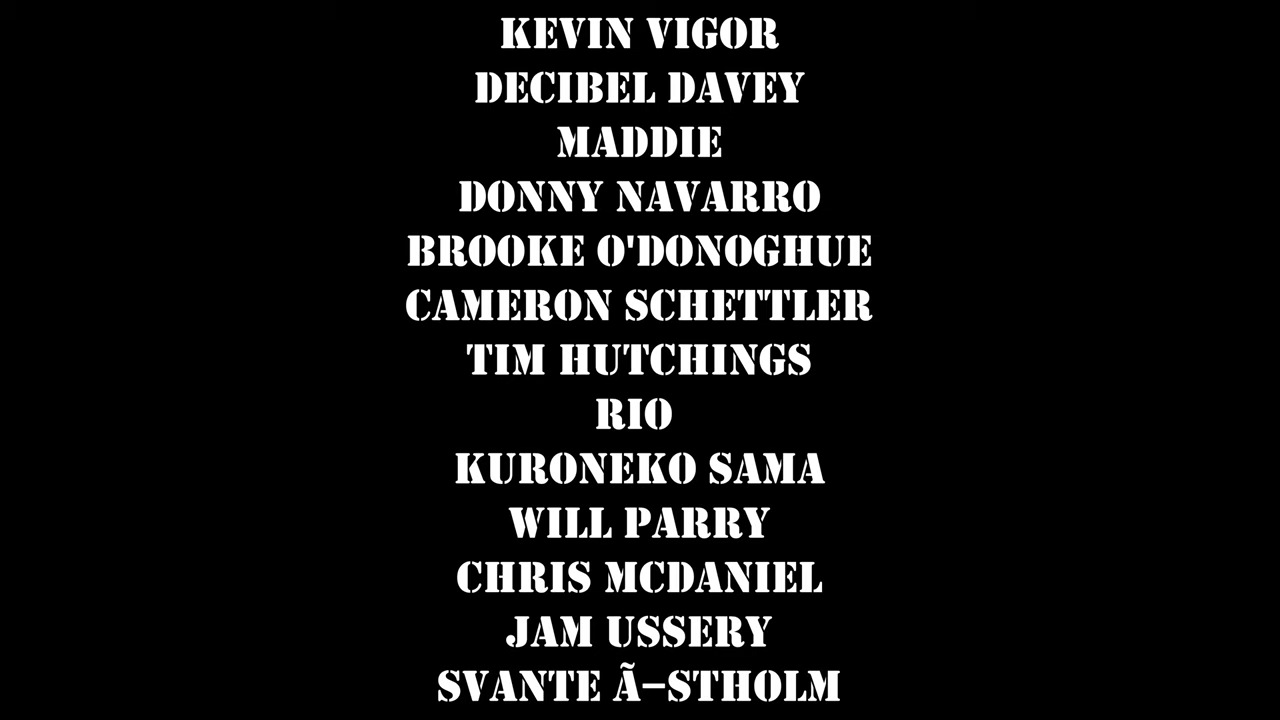 KEVIN VIGOR
DECIBEL DAVEY
MADDIE
DONNY NAVARRO
BROOKE O'DONOGHUE
CAMERON SCHETTLER
TIM HUTCHINGS
RIO
KURONEKO SAMA
WILL PARRY
CHRIS MCDANIEL
JAM USSERY
SVANTE Ã–STHOLM